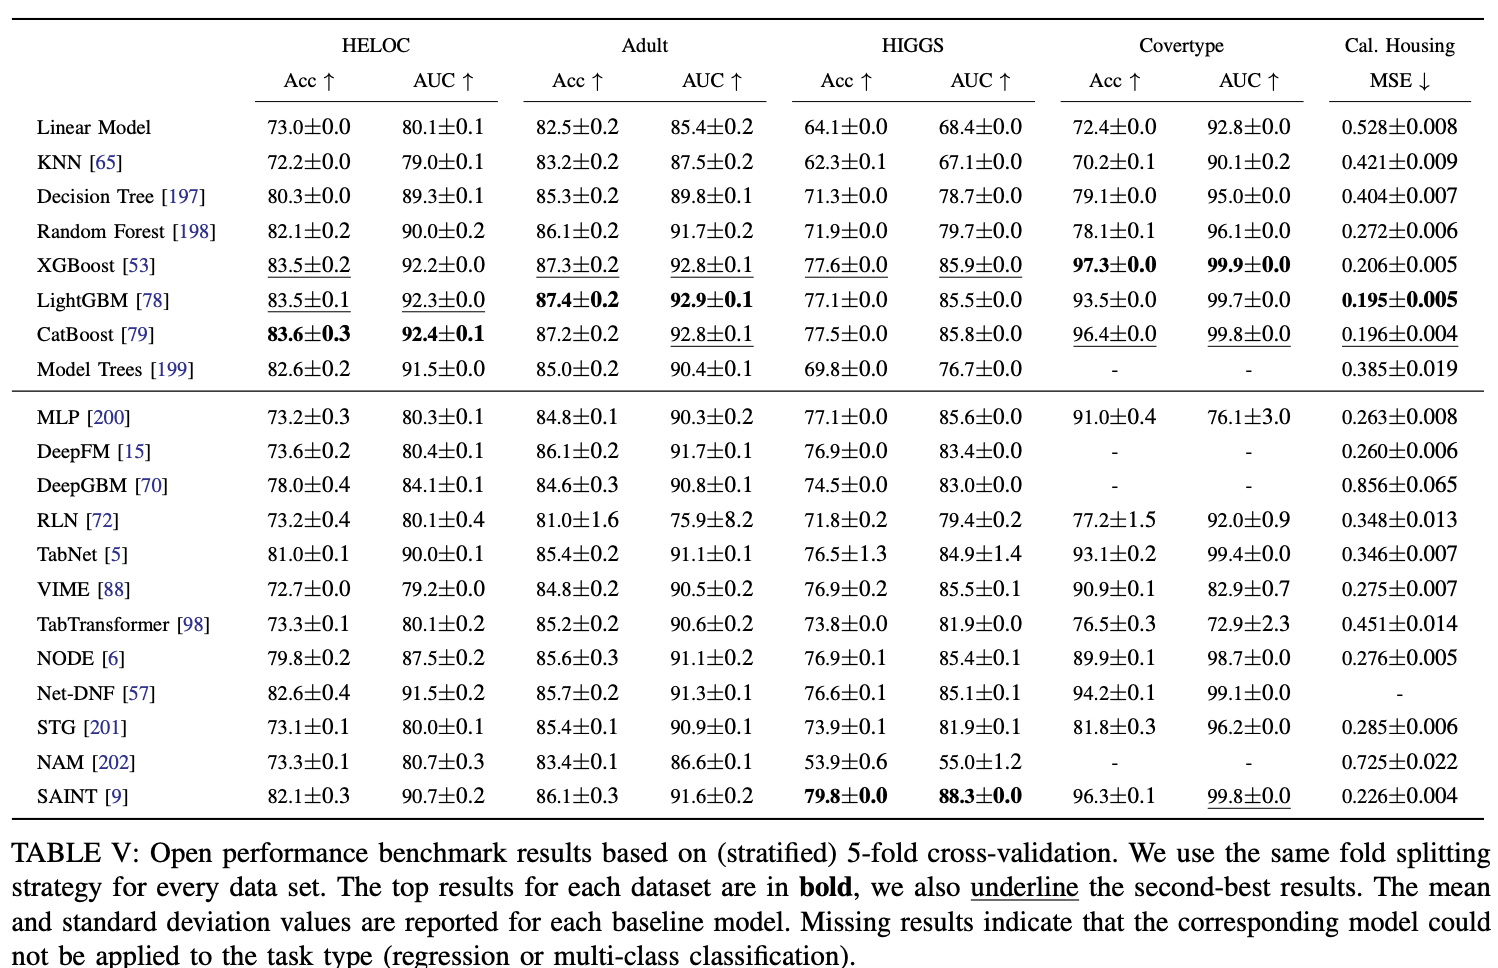 HELOC Adult HIGGS Covertype Cal. Housing
Acc ↑ AUC ↑ Acc ↑ AUC ↑ Acc ↑ AUC ↑ Acc ↑ AUC ↑ MSE ↓
Linear Model 73.0±0.0 80.1±0.1 82.5±0.2 85.4±0.2 64.1±0.0 68.4±0.0 72.4±0.0 92.8±0.0 0.528±0.008
KNN [65] 72.2±0.0 79.0±0.1 83.2±0.2 87.5±0.2 62.3±0.1 67.1±0.0 70.2±0.1 90.1±0.2 0.421±0.009
Decision Tree [197] 80.3±0.0 89.3±0.1 85.3±0.2 89.8±0.1 71.3±0.0 78.7±0.0 79.1±0.0 95.0±0.0 0.404±0.007
Random Forest [198] 82.1±0.2 90.0±0.2 86.1±0.2 91.7±0.2 71.9±0.0 79.7±0.0 78.1±0.1 96.1±0.0 0.272±0.006
XGBoost [53] 83.5±0.2 92.2±0.0 87.3±0.2 92.8±0.1 77.6±0.0 85.9±0.0 97.3±0.0 99.9±0.0 0.206±0.005
LightGBM [78] 83.5±0.1 92.3±0.0 87.4±0.2 92.9±0.1 77.1±0.0 85.5±0.0 93.5±0.0 99.7±0.0 0.195±0.005
CatBoost [79] 83.6±0.3 92.4±0.1 87.2±0.2 92.8±0.1 77.5±0.0 85.8±0.0 96.4±0.0 99.8±0.0 0.196±0.004
Model Trees [199] 82.6±0.2 91.5±0.0 85.0±0.2 90.4±0.1 69.8±0.0 76.7±0.0 - - 0.385±0.019
MLP [200] 73.2±0.3 80.3±0.1 84.8±0.1 90.3±0.2 77.1±0.0 85.6±0.0 91.0±0.4 76.1±3.0 0.263±0.008
DeepFM [15] 73.6±0.2 80.4±0.1 86.1±0.2 91.7±0.1 76.9±0.0 83.4±0.0 - - 0.260±0.006
DeepGBM [70] 78.0±0.4 84.1±0.1 84.6±0.3 90.8±0.1 74.5±0.0 83.0±0.0 - - 0.856±0.065
RLN [72] 73.2±0.4 80.1±0.4 81.0±1.6 75.9±8.2 71.8±0.2 79.4±0.2 77.2±1.5 92.0±0.9 0.348±0.013
TabNet [5] 81.0±0.1 90.0±0.1 85.4±0.2 91.1±0.1 76.5±1.3 84.9±1.4 93.1±0.2 99.4±0.0 0.346±0.007
VIME [88] 72.7±0.0 79.2±0.0 84.8±0.2 90.5±0.2 76.9±0.2 85.5±0.1 90.9±0.1 82.9±0.7 0.275±0.007
TabTransformer [98] 73.3±0.1 80.1±0.2 85.2±0.2 90.6±0.2 73.8±0.0 81.9±0.0 76.5±0.3 72.9±2.3 0.451±0.014
NODE [6] 79.8±0.2 87.5±0.2 85.6±0.3 91.1±0.2 76.9±0.1 85.4±0.1 89.9±0.1 98.7±0.0 0.276±0.005
Net-DNF [57] 82.6±0.4 91.5±0.2 85.7±0.2 91.3±0.1 76.6±0.1 85.1±0.1 94.2±0.1 99.1±0.0 -
STG [201] 73.1±0.1 80.0±0.1 85.4±0.1 90.9±0.1 73.9±0.1 81.9±0.1 81.8±0.3 96.2±0.0 0.285±0.006
NAM [202] 73.3±0.1 80.7±0.3 83.4±0.1 86.6±0.1 53.9±0.6 55.0±1.2 - - 0.725±0.022
SAINT [9] 82.1±0.3 90.7±0.2 86.1±0.3 91.6±0.2 79.8±0.0 88.3±0.0 96.3±0.1 99.8±0.0 0.226±0.004
TABLE V: Open performance benchmark results based on (stratified) 5-fold cross-validation. We use the same fold splitting
strategy for every data set. The top results for each dataset are in bold, we also underline the second-best results. The mean
and standard deviation values are reported for each baseline model. Missing results indicate that the corresponding model could
not be applied to the task type (regression or multi-class classification).